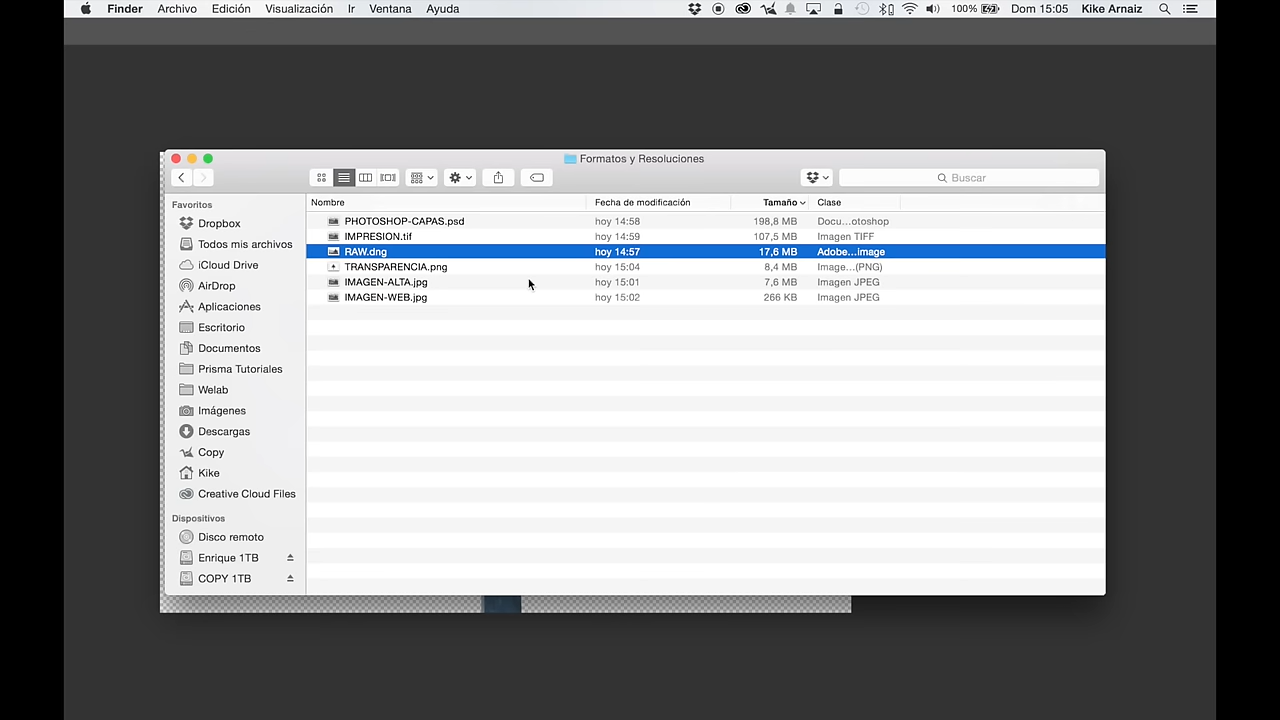 Finder Archivo Edición Visualización Ir Ventana Ayuda 100% Dom 15:05 Kike Arnaiz
Formatos y Resoluciones
Buscar
Favoritos
Dropbox
Todos mis archivos
iCloud Drive
AirDrop
Aplicaciones
Escritorio
Documentos
Prisma Tutoriales
Welab
Imágenes
Descargas
Copy
Kike
Creative Cloud Files
Dispositivos
Disco remoto
Enrique 1TB
COPY 1TB
Nombre Fecha de modificación Tamaño Clase
PHOTOSHOP-CAPAS.psd hoy 14:58 198,8 MB Docu...otoshop
IMPRESION.tif hoy 14:59 107,5 MB Imagen TIFF
RAW.dng hoy 14:57 17,6 MB Adobe...image
TRANSPARENCIA.png hoy 15:04 8,4 MB Image...(PNG)
IMAGEN-ALTA.jpg hoy 15:01 7,6 MB Imagen JPEG
IMAGEN-WEB.jpg hoy 15:02 266 KB Imagen JPEG